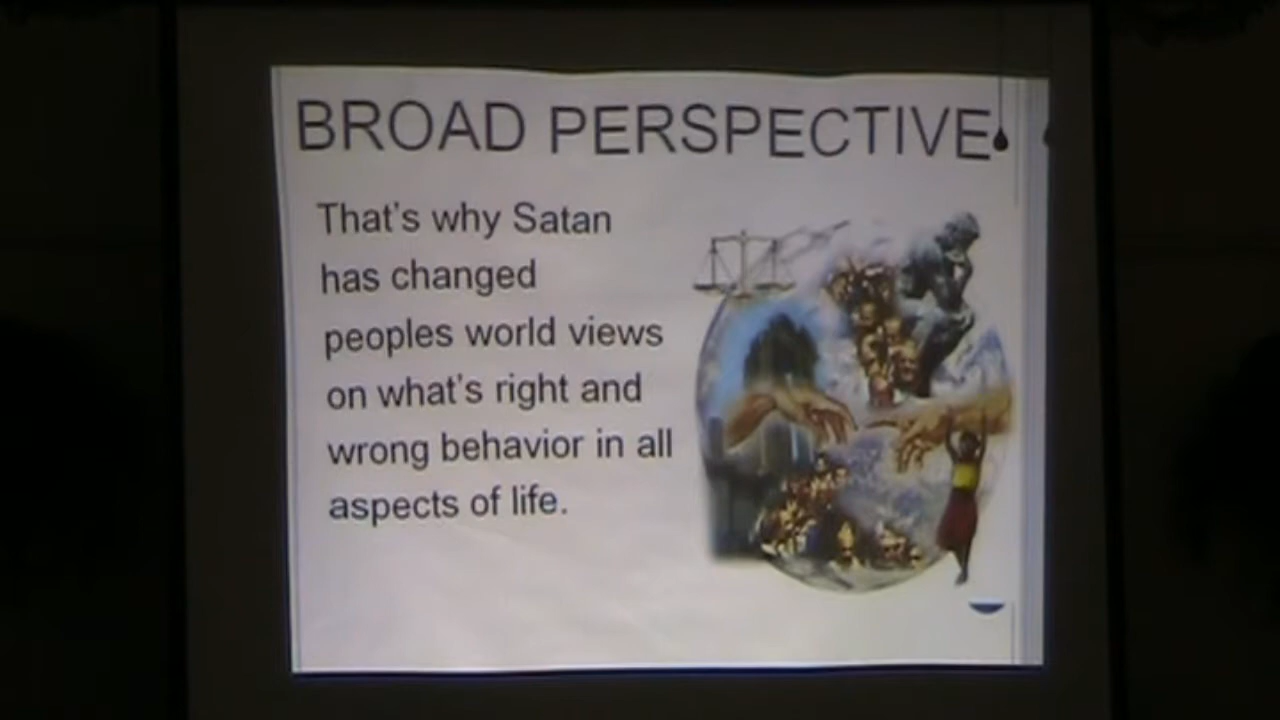 BROAD PERSPECTIVE
That's why Satan
has changed
peoples world views
on what's right and
wrong behavior in all
aspects of life.